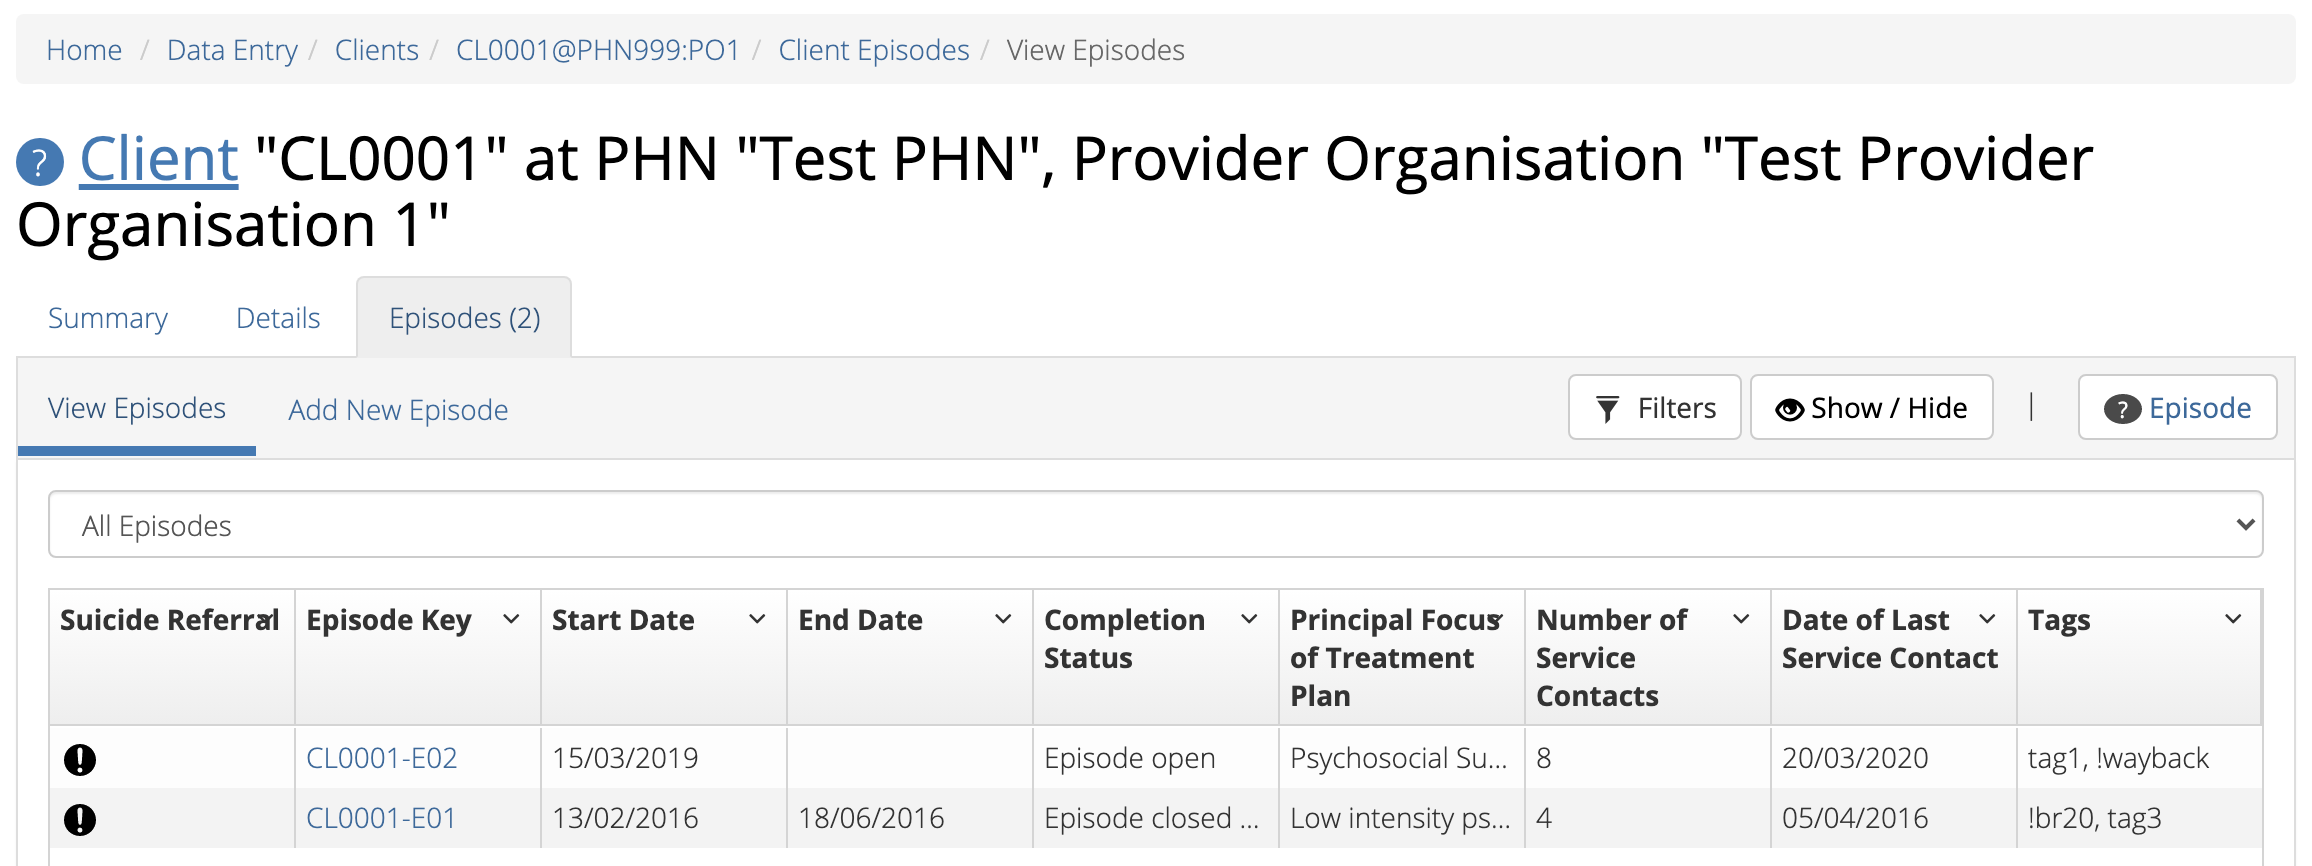 Home / Data Entry / Clients / CL0001@PHN999:PO1 / Client Episodes / View Episodes
? Client "CL0001" at PHN "Test PHN", Provider Organisation "Test Provider
Organisation 1"
Summary Details Episodes (2)
View Episodes Add New Episode Filters Show / Hide | ? Episode
All Episodes
Suicide Referral Episode Key Start Date End Date Completion Principal Focus Number of Date of Last Tags
Status of Treatment Service Service Contact
Plan Contacts
! CL0001-E02 15/03/2019 Episode open Psychosocial Su... 8 20/03/2020 tag1, !wayback
! CL0001-E01 13/02/2016 18/06/2016 Episode closed ... Low intensity ps... 4 05/04/2016 !br20, tag3